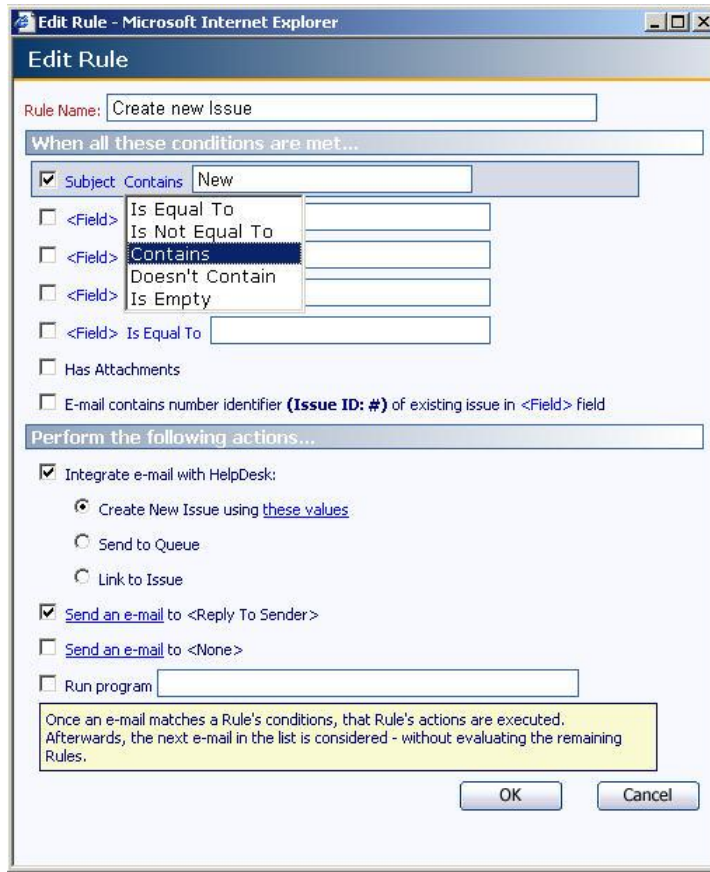 Edit Rule - Microsoft Internet Explorer
Edit Rule
Rule Name: Create new Issue
When all these conditions are met...
Subject Contains New
Is Equal To
<Field> Is Not Equal To
<Field> Contains
Doesn't Contain
<Field> Is Empty
<Field> Is Equal To
Has Attachments
E-mail contains number identifier (Issue ID: #) of existing issue in <Field> field
Perform the following actions...
Integrate e-mail with HelpDesk:
Create New Issue using these values
Send to Queue
Link to Issue
Send an e-mail to <Reply To Sender>
Send an e-mail to <None>
Run program
Once an e-mail matches a Rule's conditions, that Rule's actions are executed.
Afterwards, the next e-mail in the list is considered - without evaluating the remaining
Rules.
OK Cancel